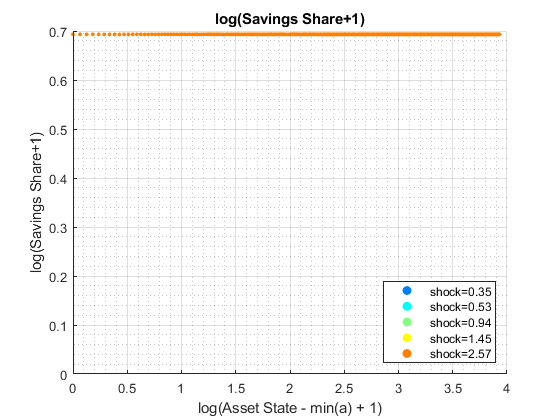 log(Savings Share+1)
0.7
0.6
0.5
0.4
0.3
0.2
0.1
0
log(Savings Share+1)
shock=0.35
shock=0.53
shock=0.94
shock=1.45
shock=2.57
0 0.5 1 1.5 2 2.5 3 3.5 4
log(Asset State - min(a) + 1)